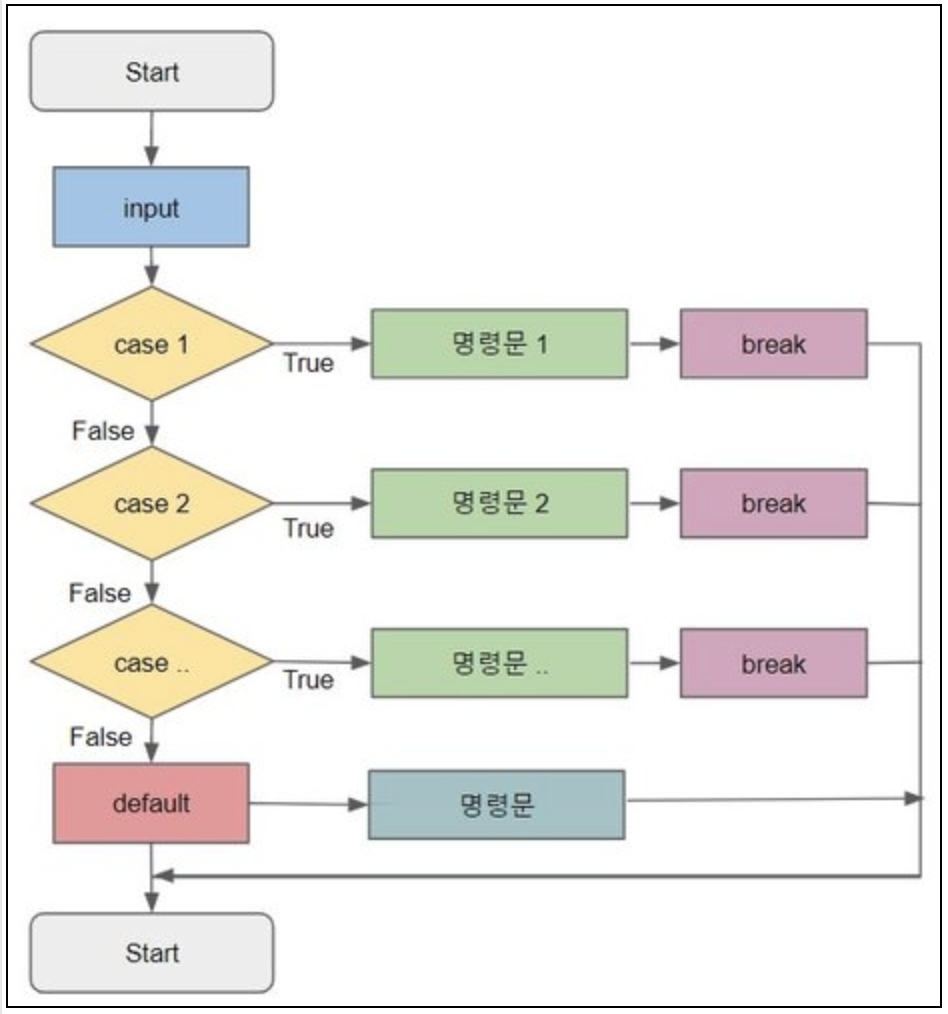 Start
input
case 1
True
명령문 1
break
False
case 2
True
명령문 2
break
False
case ..
True
명령문 ..
break
False
default
명령문
Start